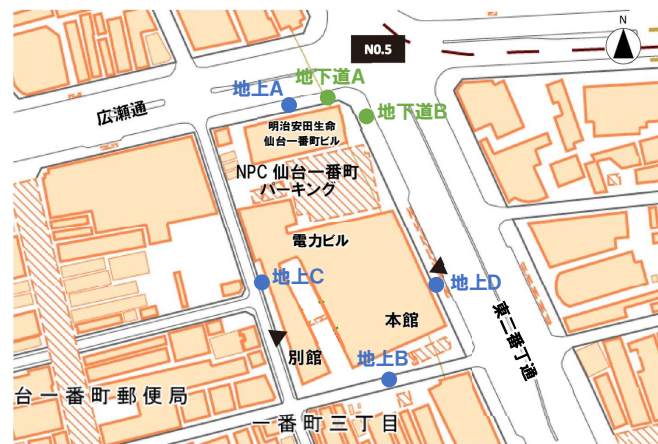 N0.5
N
地下道A
地上A
広瀬通
地下道B
明治安田生命
仙台一番町ビル
NPC 仙台一番町
パーキング
電力ビル
地上C
地上D
本館
東二番丁通
別館
地上B
台一番町郵便局
一番町三丁目